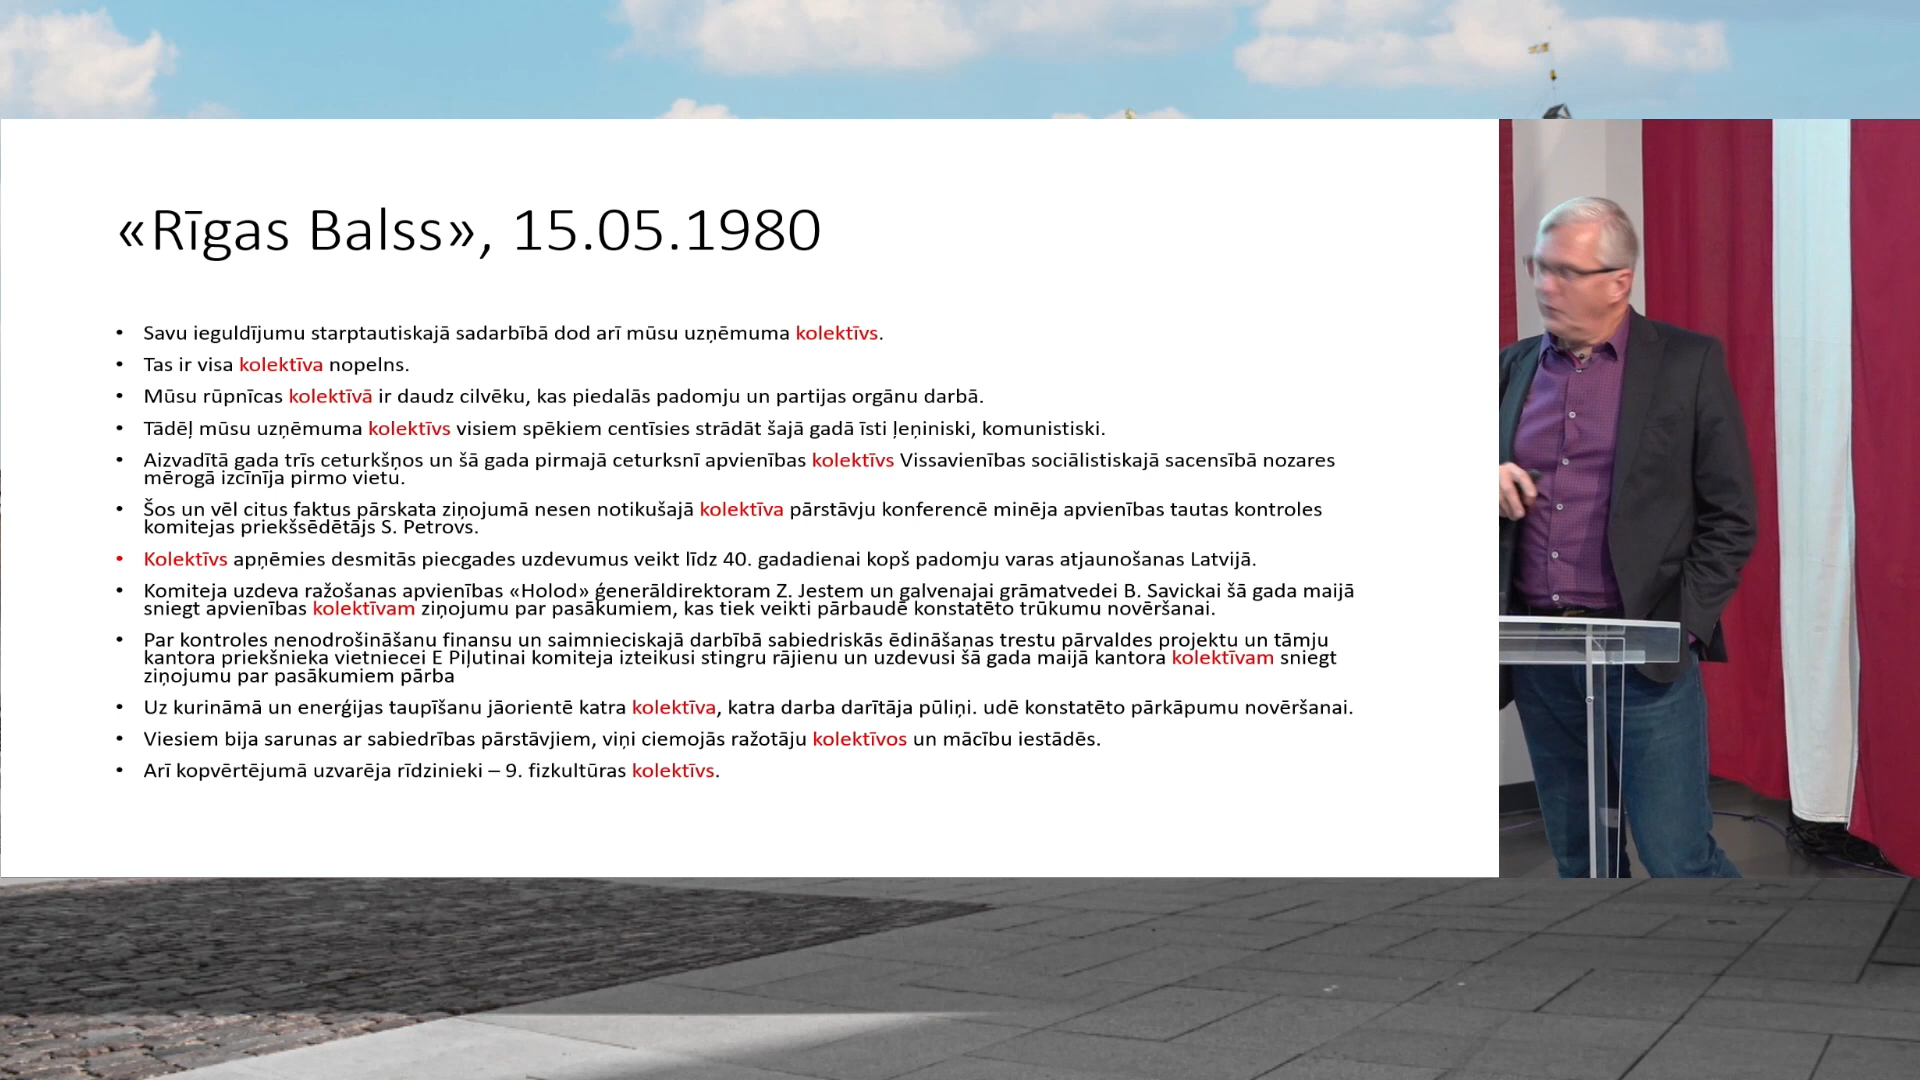 «Rīgas Balss», 15.05.1980
• Savu ieguldījumu starptautiskajā sadarbībā dod arī mūsu uzņēmuma kolektīvs.
• Tas ir visa kolektīva nopelns.
• Mūsu rūpnīcas kolektīvā ir daudz cilvēku, kas piedalās padomju un partijas orgānu darbā.
• Tādēļ mūsu uzņēmuma kolektīvs visiem spēkiem centīsies strādāt šajā gadā īsti ļeņiniski, komunistiski.
• Aizvadītā gada trīs ceturkšņos un šā gada pirmajā ceturksnī apvienības kolektīvs Vissavienības sociālistiskajā sacensībā nozares
mērogā izcīnīja pirmo vietu.
• Šos un vēl citus faktus pārskata ziņojumā nesen notikušajā kolektīva pārstāvju konferencē minēja apvienības tautas kontroles
komitejas priekšsēdētājs S. Petrovs.
• Kolektīvs apņēmies desmitās piecgades uzdevumus veikt līdz 40. gadadienai kopš padomju varas atjaunošanas Latvijā.
• Komiteja uzdeva ražošanas apvienības «Holod» ģenerāldirektoram Z. Jestem un galvenajai grāmatvedei B. Savickai šā gada maijā
sniegt apvienības kolektīvam ziņojumu par pasākumiem, kas tiek veikti pārbaudē konstatēto trūkumu novēršanai.
• Par kontroles nenodrošināšanu finansu un saimnieciskajā darbībā sabiedriskās ēdināšanas trestu pārvaldes projektu un tāmju
kantora priekšnieka vietniecei E Piļutinai komiteja izteikusi stingru rājienu un uzdevusi šā gada maijā kantora kolektīvam sniegt
ziņojumu par pasākumiem pārba
• Uz kurināmā un enerģijas taupīšanu jāorientē katra kolektīva, katra darba darītāja pūliņi. udē konstatēto pārkāpumu novēršanai.
• Viesiem bija sarunas ar sabiedrības pārstāvjiem, viņi ciemojās ražotāju kolektīvos un mācību iestādēs.
• Arī kopvērtējumā uzvarēja rīdzinieki – 9. fizkultūras kolektīvs.